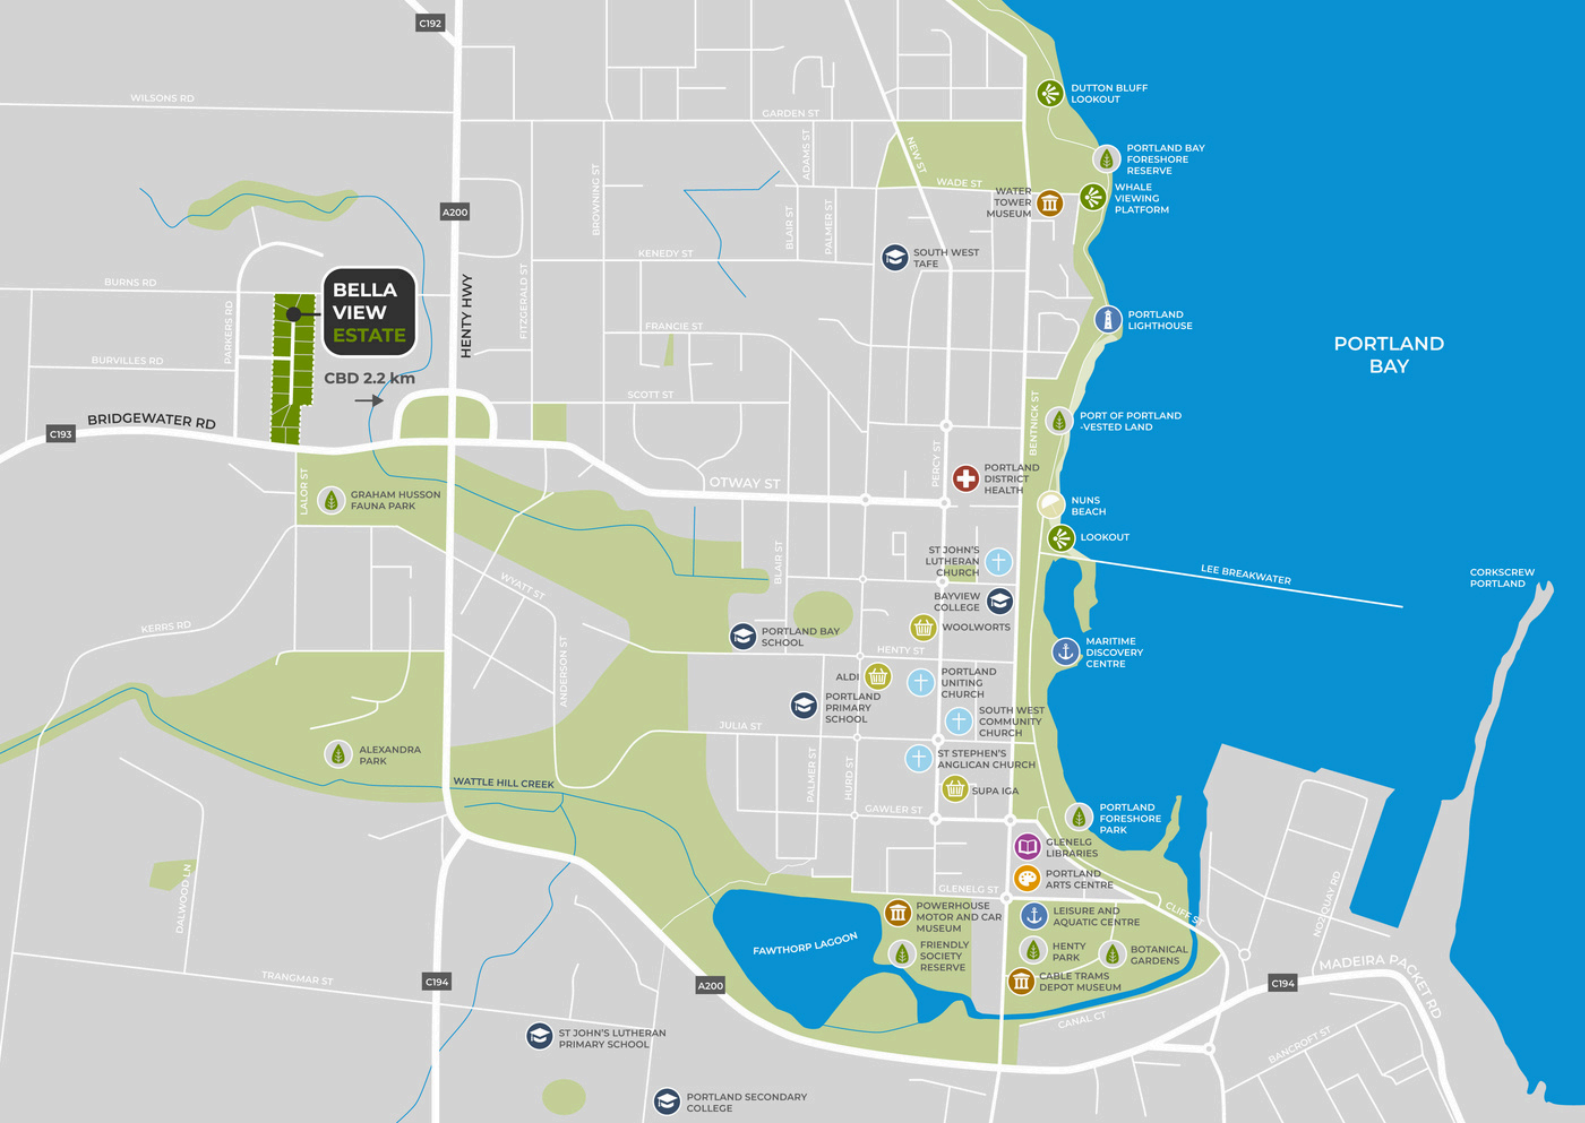 C192
DUTTON BLUFF
LOOKOUT
WILSONS RD
GARDEN ST
NEW ST
ADAMS ST
PORTLAND BAY
FORESHORE
RESERVE
WADE ST
WATER
TOWER
MUSEUM
WHALE
VIEWING
PLATFORM
A200
BROWNING ST
BLAIR ST
PALMER ST
SOUTH WEST
TAFE
KENEDY ST
BURNS RD
BELLA
VIEW
ESTATE
HENTY HWY
FITZGERALD ST
PARKERS RD
FRANCIE ST
PORTLAND
LIGHTHOUSE
PORTLAND
BAY
BURVILLES RD
CBD 2.2 km
SCOTT ST
BENTNICK ST
PORT OF PORTLAND
-VESTED LAND
BRIDGEWATER RD
C193
PERCY ST
PORTLAND
DISTRICT
HEALTH
OTWAY ST
LALOR ST
GRAHAM HUSSON
FAUNA PARK
NUNS
BEACH
LOOKOUT
BLAIR ST
ST JOHN'S
LUTHERAN
CHURCH
LEE BREAKWATER
CORKSCREW
PORTLAND
WYATT ST
BAYVIEW
COLLEGE
WOOLWORTS
KERRS RD
PORTLAND BAY
SCHOOL
HENTY ST
MARITIME
DISCOVERY
CENTRE
ANDERSON ST
ALDI
PORTLAND
UNITING
CHURCH
PORTLAND
PRIMARY
SCHOOL
SOUTH WEST
COMMUNITY
CHURCH
JULIA ST
ALEXANDRA
PARK
ST STEPHEN'S
ANGLICAN CHURCH
PALMER ST
HURD ST
WATTLE HILL CREEK
SUPA IGA
GAWLER ST
PORTLAND
FORESHORE
PARK
GLENELG
LIBRARIES
PORTLAND
ARTS CENTRE
GLENELG ST
DALWOOD LN
POWERHOUSE
MOTOR AND CAR
MUSEUM
LEISURE AND
AQUATIC CENTRE
CLIFF ST
NO2 QUAY RD
FAWTHORP LAGOON
FRIENDLY
SOCIETY
RESERVE
HENTY
PARK
BOTANICAL
GARDENS
MADEIRA PACKET RD
TRANGMAR ST
C194
A200
CABLE TRAMS
DEPOT MUSEUM
C194
CANAL CT
BANCROFT ST
ST JOHN'S LUTHERAN
PRIMARY SCHOOL
PORTLAND SECONDARY
COLLEGE